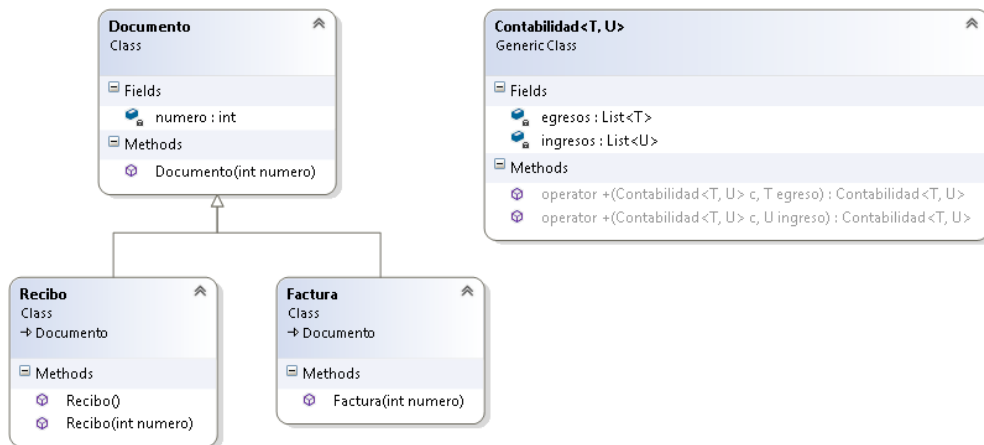 Documento
Class
Fields
numero : int
Methods
Documento(int numero)
Contabilidad<T, U>
Generic Class
Fields
egresos : List<T>
ingresos : List<U>
Methods
operator +(Contabilidad<T, U> c, T egreso) : Contabilidad<T, U>
operator +(Contabilidad<T, U> c, U ingreso) : Contabilidad<T, U>
Recibo
Class
Documento
Methods
Recibo()
Recibo(int numero)
Factura
Class
Documento
Methods
Factura(int numero)